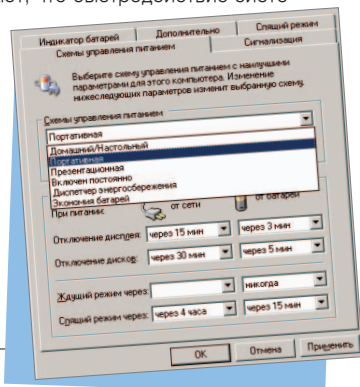 ют, что быстродействие систе
Индикатор батарей Дополнительно Спящий режим
Схемы управления питанием Сигнализация
Выберите схему управления питанием с наилучшими
параметрами для этого компьютера. Изменение
нижеследующих параметров изменит выбранную схему.
Схемы управления питанием
Портативная
Домашний/Настольный
Портативная
Презентационная
Включен постоянно
Диспетчер энергосбережения
Экономия батарей
При питании: от сети от батарей
Отключение дисплея: через 15 мин через 3 мин
Отключение дисков: через 30 мин через 5 мин
Ждущий режим через: никогда
Спящий режим через: через 4 часа через 15 мин
OK Отмена Применить